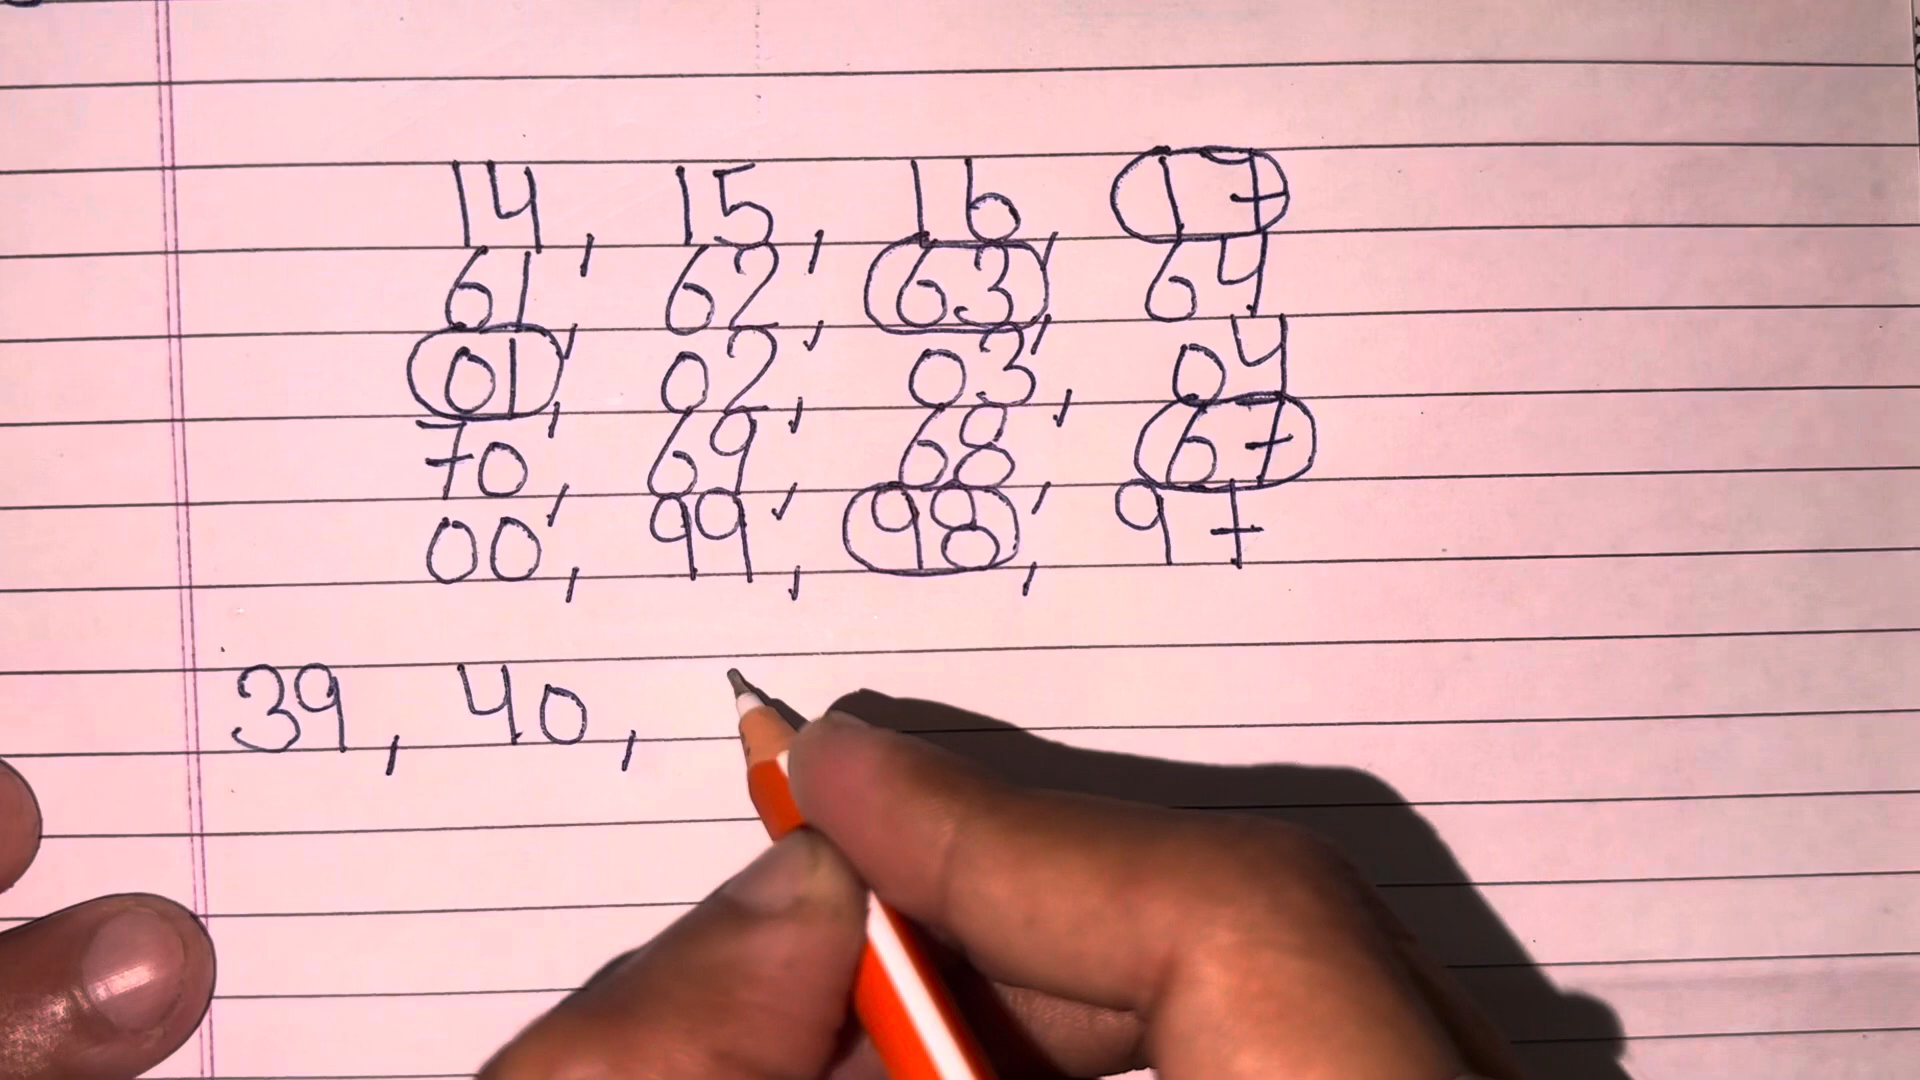 14, 15, 16, 17
61, 62, 63, 64
01, 02, 03, 04
70, 69, 68, 67
00, 99, 98, 97
39, 40,